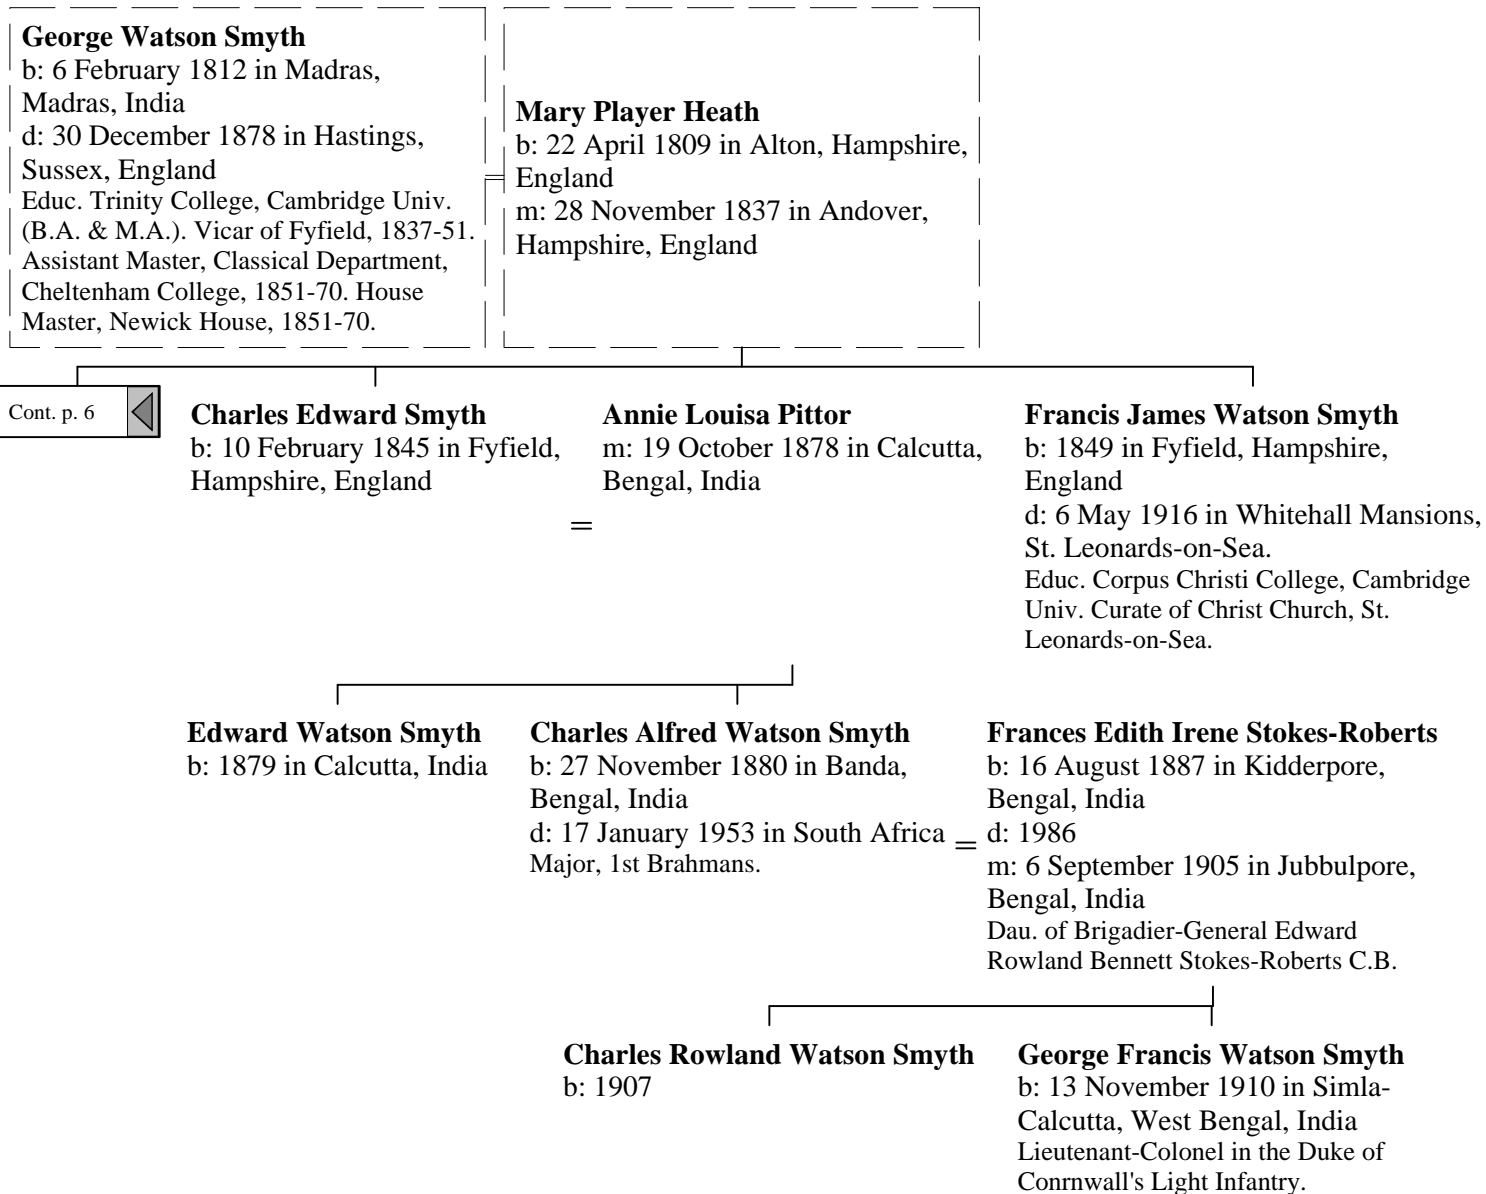 George Watson Smyth
b: 6 February 1812 in Madras,
Madras, India
d: 30 December 1878 in Hastings,
Sussex, England
Educ. Trinity College, Cambridge Univ.
(B.A. & M.A.). Vicar of Fyfield, 1837-51.
Assistant Master, Classical Department,
Cheltenham College, 1851-70. House
Master, Newick House, 1851-70.
=
Mary Player Heath
b: 22 April 1809 in Alton, Hampshire,
England
m: 28 November 1837 in Andover,
Hampshire, England
Cont. p. 6
Charles Edward Smyth
b: 10 February 1845 in Fyfield,
Hampshire, England
=
Annie Louisa Pittor
m: 19 October 1878 in Calcutta,
Bengal, India
Francis James Watson Smyth
b: 1849 in Fyfield, Hampshire,
England
d: 6 May 1916 in Whitehall Mansions,
St. Leonards-on-Sea.
Educ. Corpus Christi College, Cambridge
Univ. Curate of Christ Church, St.
Leonards-on-Sea.
Edward Watson Smyth
b: 1879 in Calcutta, India
Charles Alfred Watson Smyth
b: 27 November 1880 in Banda,
Bengal, India
d: 17 January 1953 in South Africa
Major, 1st Brahmans.
=
Frances Edith Irene Stokes-Roberts
b: 16 August 1887 in Kidderpore,
Bengal, India
d: 1986
m: 6 September 1905 in Jubbulpore,
Bengal, India
Dau. of Brigadier-General Edward
Rowland Bennett Stokes-Roberts C.B.
Charles Rowland Watson Smyth
b: 1907
George Francis Watson Smyth
b: 13 November 1910 in Simla-
Calcutta, West Bengal, India
Lieutenant-Colonel in the Duke of
Conrnwall's Light Infantry.